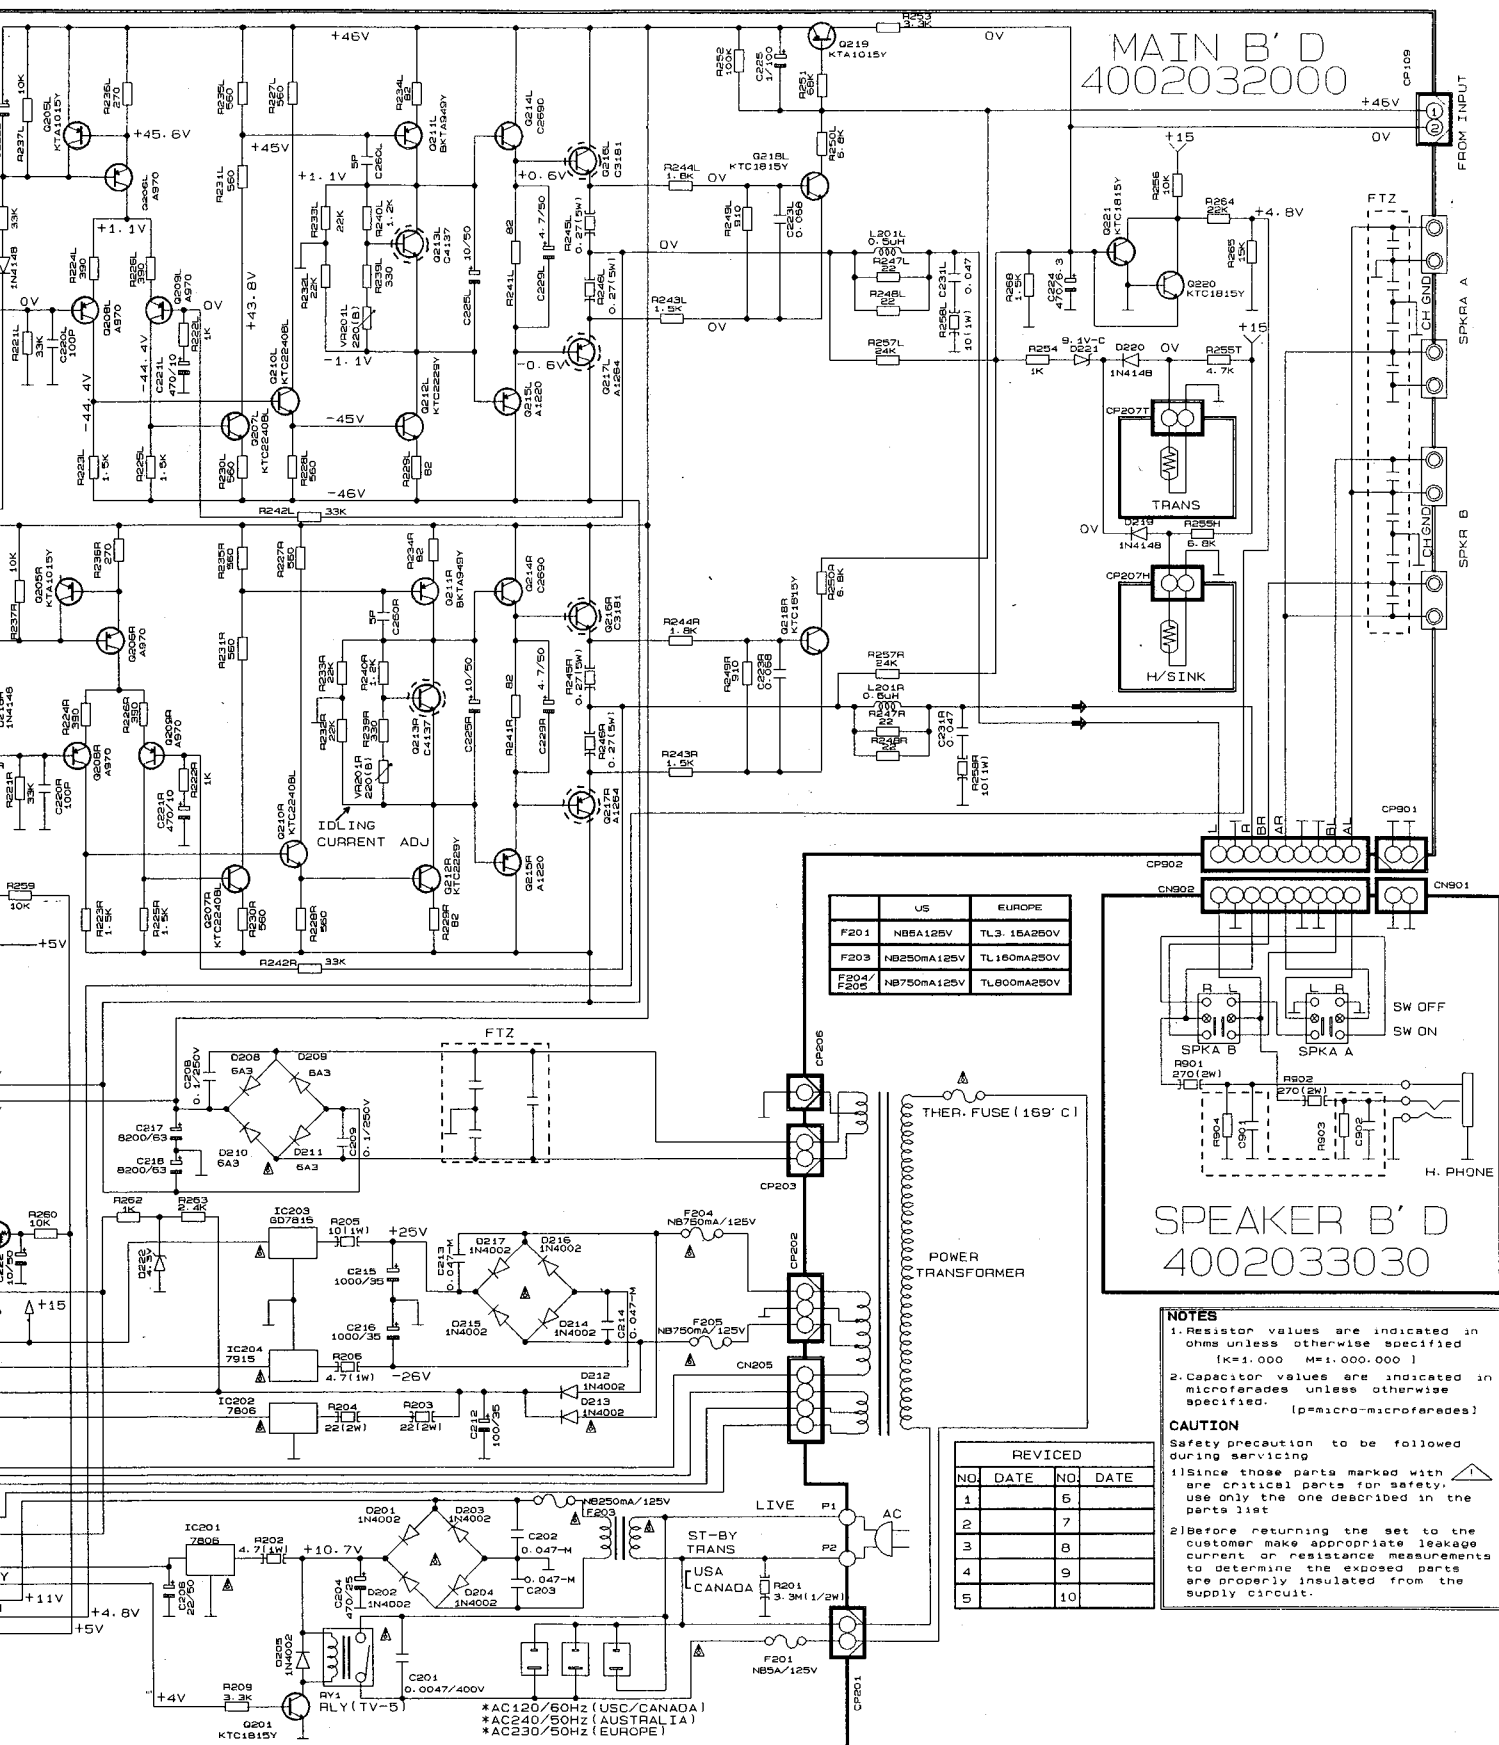 MAIN B'D
4002032000
CP109
FROM INPUT
+46V
0V
+46V
R253
3.3K
0V
Q219
KTA1015Y
R252
100K
C225
1/100
R251
68K
R250L
6.8K
Q218L
KTC1815Y
R244L
1.8K
0V
R249L
910
C223L
0.068
R243L
1.5K
0V
0V
R237L
10K
Q205L
KTA1015Y
R236L
270
+45.6V
Q206L
A970
+1.1V
33K
1N4148
R224L
390
R226L
390
Q209L
A970
0V
0V
Q208L
A970
R221L
33K
C220L
100P
C221L
470/10
R222L
1K
-44.4V
-44.4V
R223L
1.5K
R225L
1.5K
R235L
560
R227L
560
+45V
R231L
560
+43.8V
Q210L
KTC2240BL
Q207L
KTC2240BL
R230L
560
R228L
560
-45V
-46V
R242L
33K
R234L
82
Q211L
BKTA949Y
5P
C260L
+1.1V
R233L
22K
R240L
1.2K
Q213L
C4137
R232L
22K
R239L
330
VR201L
220(B)
-1.1V
Q212L
KTC2229Y
R229L
82
C225L
10/50
Q214L
C2690
+0.6V
82
R241L
4.7/50
C229L
-0.6V
Q215L
A1220
Q216L
C3181
R245L
0.27(5W)
R246L
0.27(5W)
Q217L
A1264
L201L
0.6uH
R247L
22
R248L
22
C231L
0.047
R258L
10(1W)
R257L
24K
R268
1.5K
C224
470/6.3
Q221
KTC1815Y
+15
R256
10K
R264
22K
+4.8V
R265
15K
Q220
KTC1815Y
R254
1K
9.1V-C
D221
D220
1N4148
0V
+15
R255T
4.7K
CP207T
TRANS
0V
D219
1N4148
R255H
6.8K
CP207H
H/SINK
FTZ
CH GND
SPKRA A
CH GND
SPKR B
R237R
10K
Q205R
KTA1015Y
R236R
270
Q206R
A970
1N4148
R224R
390
R226R
390
Q209R
A970
Q208R
A970
R221R
33K
C220R
100P
C221R
470/10
R222R
1K
R223R
1.5K
R225R
1.5K
R235R
560
R227R
560
R231R
560
Q210R
KTC2240BL
Q207R
KTC2240BL
R230R
560
R228R
560
R242R
33K
R234R
82
Q211R
BKTA949Y
5P
C260R
R233R
22K
R240R
1.2K
Q213R
C4137
R232R
22K
R239R
330
VR201R
220(B)
IDLING
CURRENT ADJ
Q212R
KTC2229Y
R229R
82
C225R
10/50
Q214R
C2690
82
R241R
4.7/50
C229R
Q215R
A1220
Q216R
C3181
R245R
0.27(5W)
R246R
0.27(5W)
Q217R
A1264
R244R
1.8K
R249R
910
C223R
0.068
Q218R
KTC1815Y
R250R
6.8K
R243R
1.5K
R257R
24K
L201R
0.6uH
R247R
22
R248R
22
C231R
0.047
R258R
10(1W)
R259
10K
+5V
L
R
BR
AR
BL
AL
CP902
CP901
CN902
CN901
US
EUROPE
F201
NB5A125V
TL3.15A250V
F203
NB250mA125V
TL160mA250V
F204/
F205
NB750mA125V
TL800mA250V
R L
L R
SW OFF
SW ON
SPKA B
SPKA A
R901
270(2W)
R902
270(2W)
R904
C901
R903
C902
H. PHONE
SPEAKER B'D
4002033030
FTZ
C208
0.1/250V
D208
6A3
D209
6A3
C217
8200/63
C218
8200/63
D210
6A3
D211
6A3
C209
0.1/250V
CP206
THER. FUSE(169'C)
CP203
POWER
TRANSFORMER
R262
1K
R263
2.4K
R260
10K
C222
10/50
D222
4.3V
+15
IC203
GD7815
R205
10(1W)
+25V
C215
1000/35
C213
0.047-M
D217
1N4002
D216
1N4002
F204
NB750mA/125V
CP202
C216
1000/35
D215
1N4002
D214
1N4002
C214
0.047-M
F205
NB750mA/125V
IC204
7915
R206
4.7(1W)
-26V
D212
1N4002
D213
1N4002
CN205
IC202
7806
R204
22(2W)
R203
22(2W)
C212
100/35
D201
1N4002
D203
1N4002
NB250mA/125V
F203
IC201
7806
R202
4.7(1W)
+10.7V
C202
0.047-M
0.047-M
C203
C206
22/50
C204
470/25
D202
1N4002
D204
1N4002
+11V
+4.8V
+5V
ST-BY
TRANS
LIVE
P1
P2
AC
USA
CANADA
R201
3.3M(1/2W)
D205
1N4002
C201
0.0047/400V
+4V
R209
3.3K
Q201
KTC1815Y
RY1
RLY(TV-5)
F201
NB5A/125V
CP201
*AC120/60Hz(USC/CANADA)
*AC240/50Hz(AUSTRALIA)
*AC230/50Hz(EUROPE)
REVICED
NO. DATE NO. DATE
1 6
2 7
3 8
4 9
5 10
NOTES
1.Resistor values are indicated in
ohms unless otherwise specified
[K=1.000 M=1.000.000 ]
2.Capacitor values are indicated in
microfarades unless otherwise
specified.
[p=micro-microfarades]
CAUTION
Safety precaution to be followed
during servicing
1)Since those parts marked with
are critical parts for safety,
use only the one described in the
parts list
2)Before returning the set to the
customer make appropriate leakage
current or resistance measurements
to determine the exposed parts
are properly insulated from the
supply circuit.